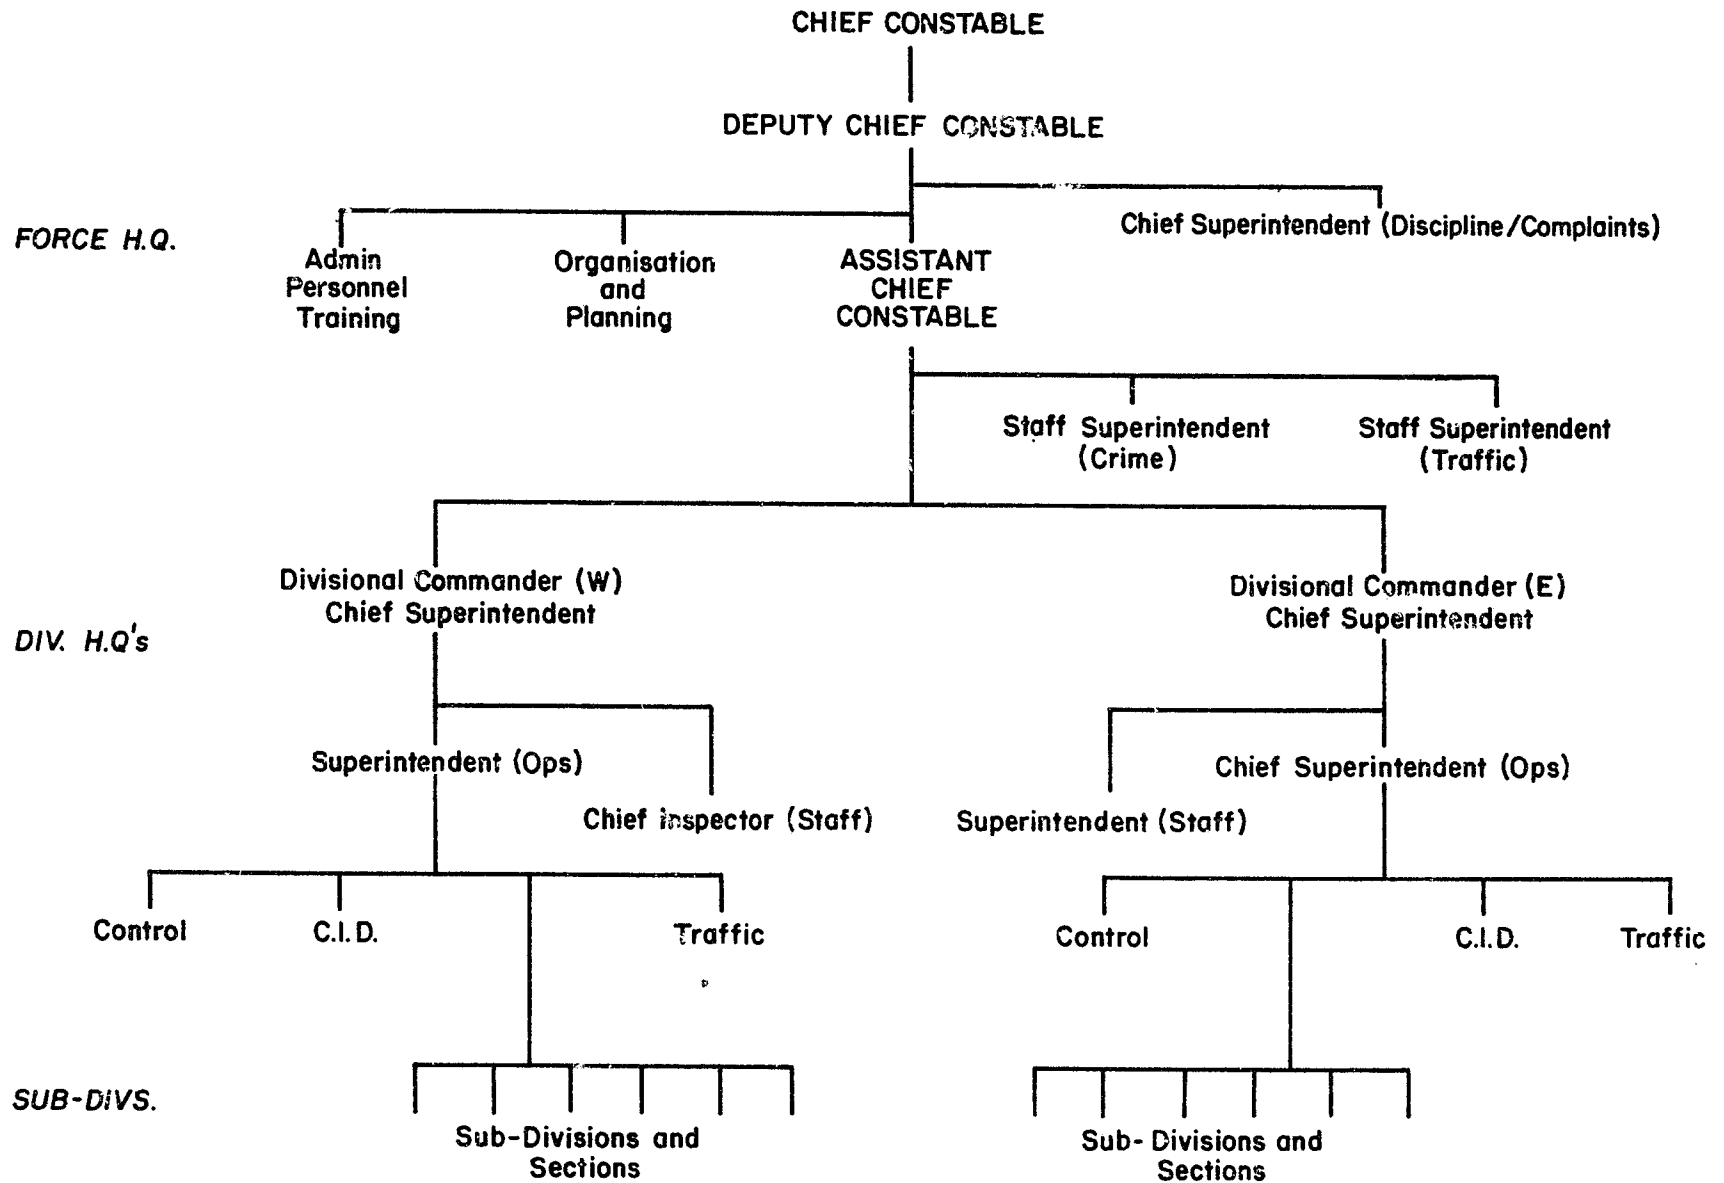 CHIEF CONSTABLE
DEPUTY CHIEF CONSTABLE
FORCE H.Q.
Chief Superintendent (Discipline/Complaints)
Admin
Personnel
Training
Organisation
and
Planning
ASSISTANT
CHIEF
CONSTABLE
Staff Superintendent
(Crime)
Staff Superintendent
(Traffic)
Divisional Commander (W)
Chief Superintendent
Divisional Commander (E)
Chief Superintendent
DIV. H.Q's
Superintendent (Ops)
Chief Superintendent (Ops)
Chief inspector (Staff)
Superintendent (Staff)
Control
C.I.D.
Traffic
Control
C.I.D.
Traffic
SUB-DIVS.
Sub-Divisions and
Sections
Sub-Divisions and
Sections